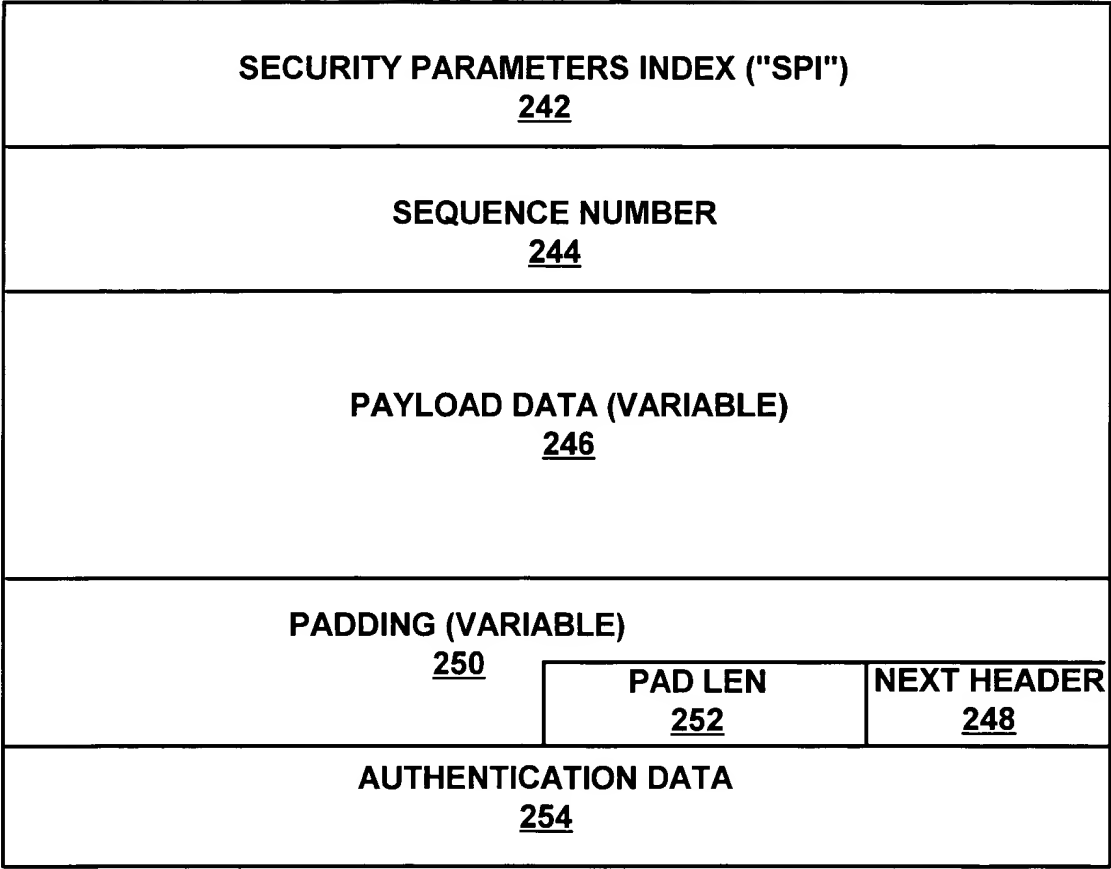 SECURITY PARAMETERS INDEX ("SPI")
242
SEQUENCE NUMBER
244
PAYLOAD DATA (VARIABLE)
246
PADDING (VARIABLE)
250
PAD LEN
252
NEXT HEADER
248
AUTHENTICATION DATA
254